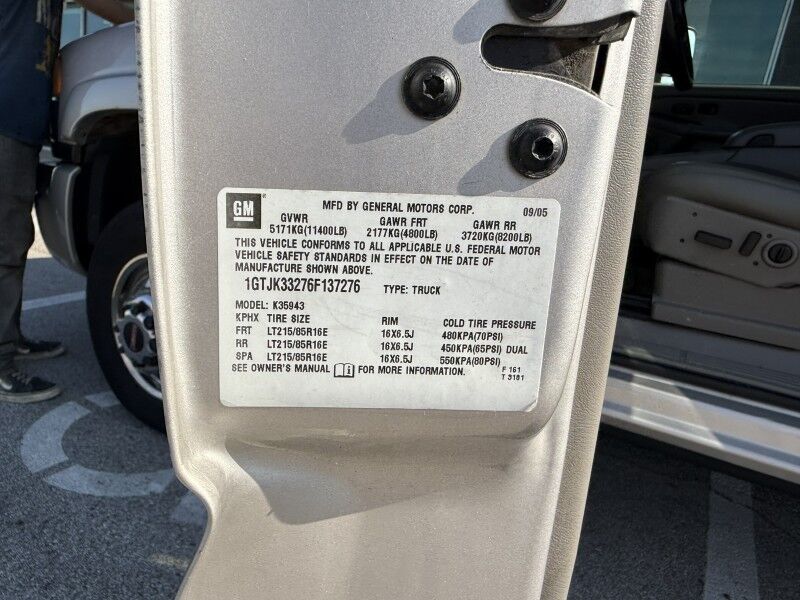 GM MFD BY GENERAL MOTORS CORP. 09/05
GVWR GAWR FRT GAWR RR
5171KG(11400LB) 2177KG(4800LB) 3720KG(8200LB)
THIS VEHICLE CONFORMS TO ALL APPLICABLE U.S. FEDERAL MOTOR
VEHICLE SAFETY STANDARDS IN EFFECT ON THE DATE OF
MANUFACTURE SHOWN ABOVE.
1GTJK33276F137276 TYPE: TRUCK
MODEL: K35943
KPHX TIRE SIZE RIM COLD TIRE PRESSURE
FRT LT215/85R16E 16X6.5J 480KPA(70PSI)
RR LT215/85R16E 16X6.5J 450KPA(65PSI) DUAL
SPA LT215/85R16E 16X6.5J 550KPA(80PSI)
SEE OWNER'S MANUAL FOR MORE INFORMATION. F 161
T 3181